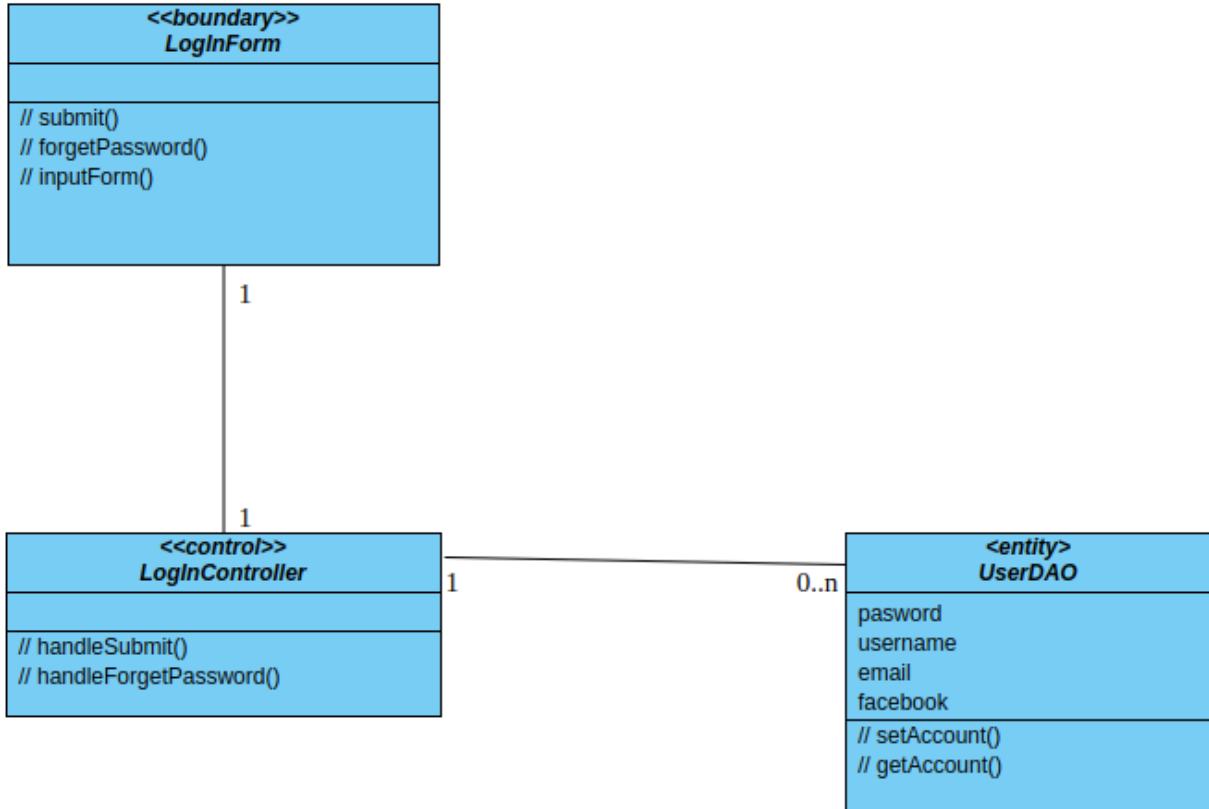 <<boundary>>
LogInForm
// submit()
// forgetPassword()
// inputForm()
1
1
<<control>>
LogInController
// handleSubmit()
// handleForgetPassword()
1
0..n
<entity>
UserDAO
pasword
username
email
facebook
// setAccount()
// getAccount()